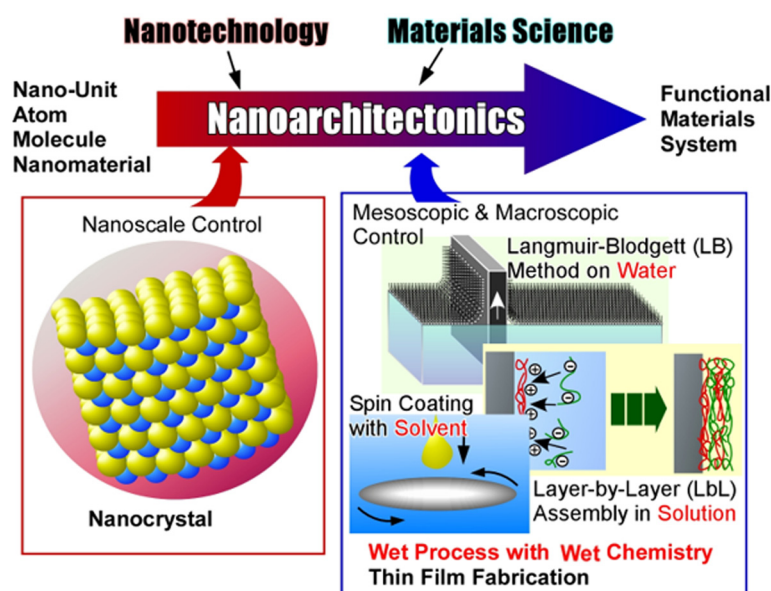 Nanotechnology
Materials Science
Nano-Unit
Atom
Molecule
Nanomaterial
Nanoarchitectonics
Functional
Materials
System
Nanoscale Control
Nanocrystal
Mesoscopic & Macroscopic
Control
Langmuir-Blodgett (LB)
Method on Water
Spin Coating
with Solvent
Layer-by-Layer (LbL)
Assembly in Solution
Wet Process with Wet Chemistry
Thin Film Fabrication